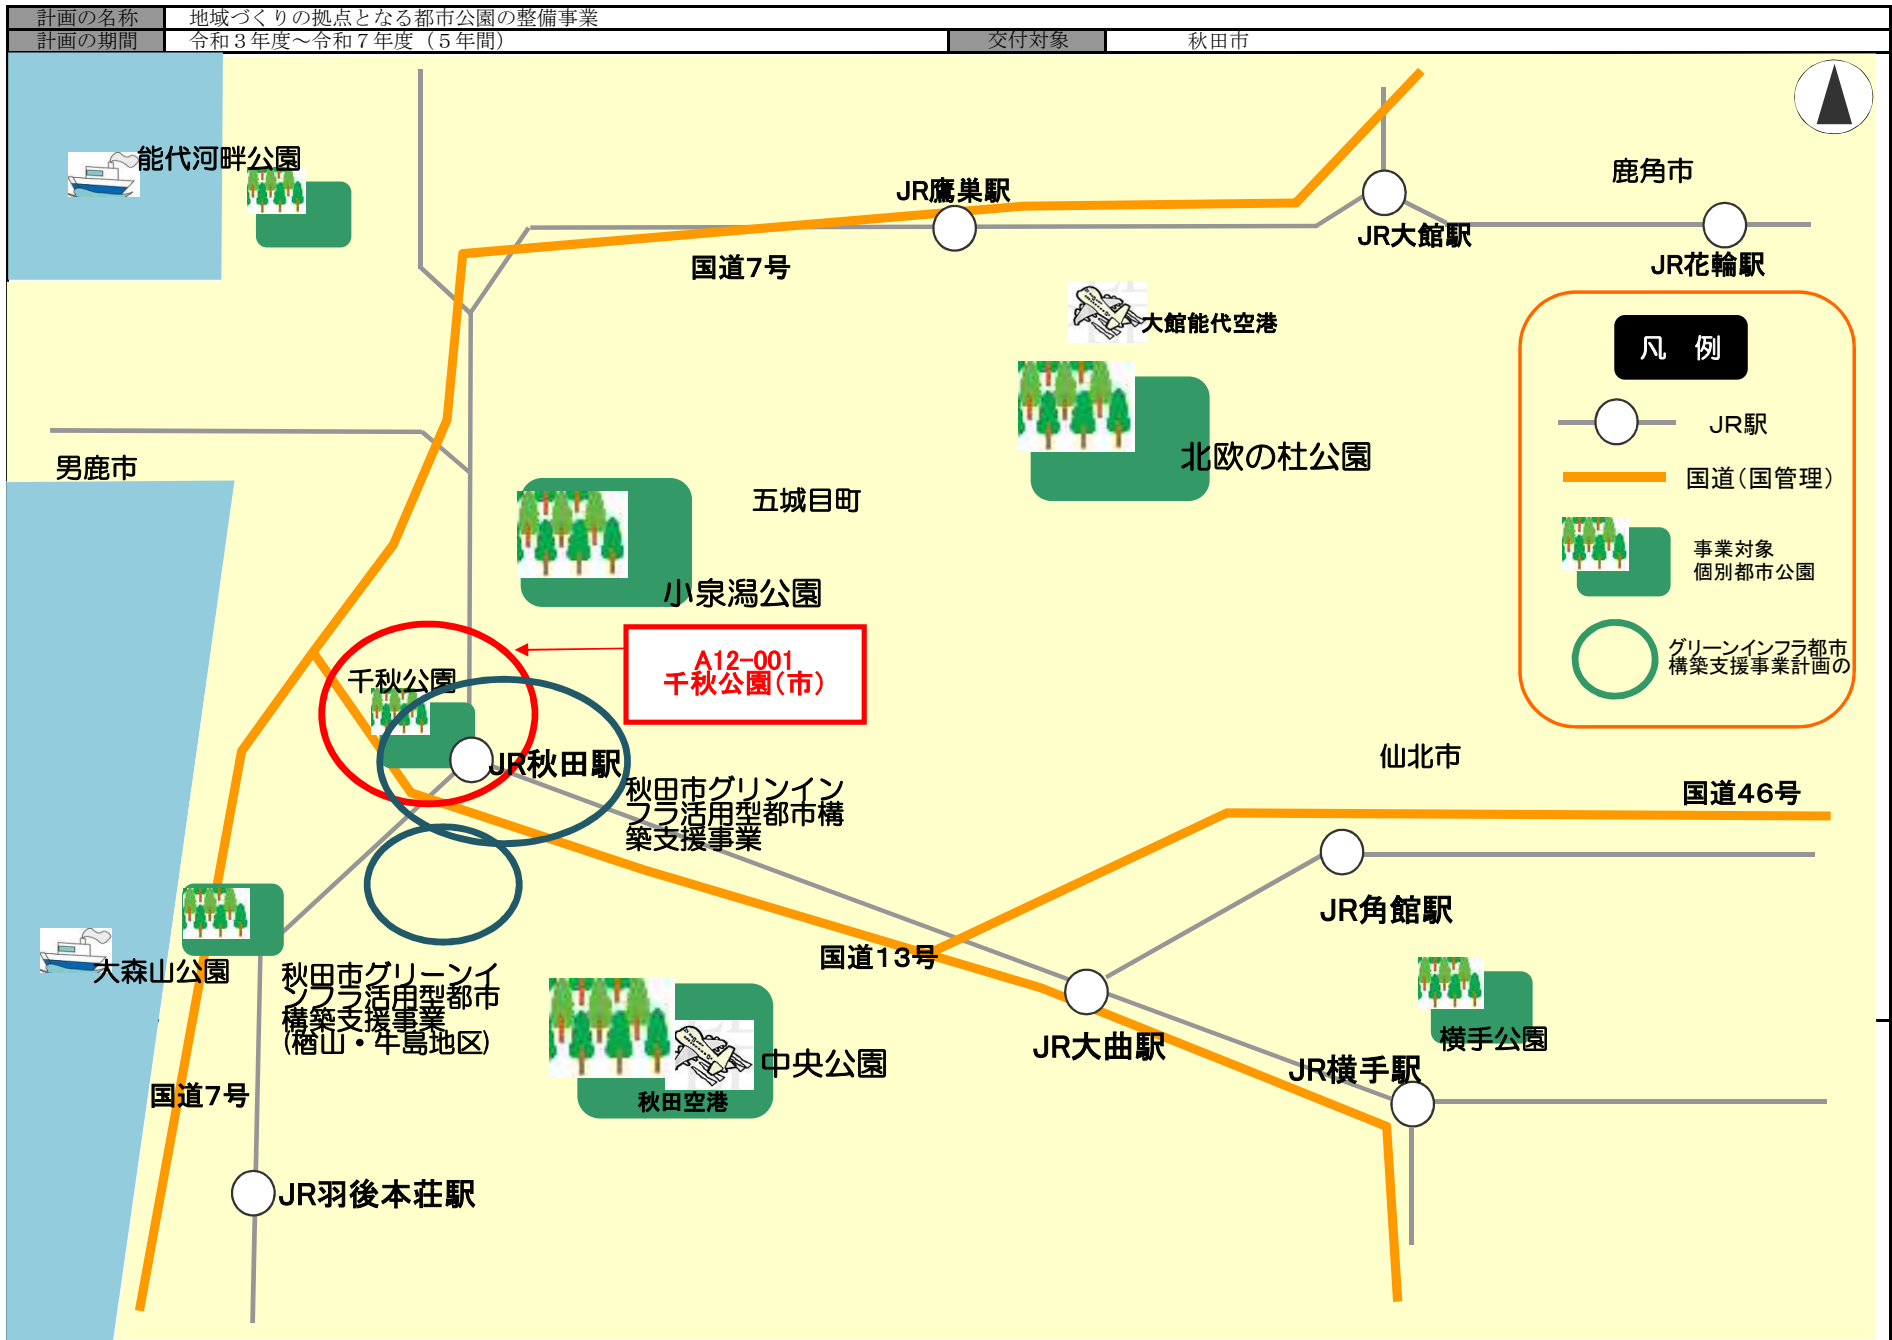 計画の名称
地域づくりの拠点となる都市公園の整備事業
計画の期間
令和３年度～令和７年度（５年間）
交付対象
秋田市
能代河畔公園
JR鷹巣駅
鹿角市
JR大館駅
国道7号
JR花輪駅
大館能代空港
凡　例
JR駅
国道（国管理）
事業対象
個別都市公園
グリーンインフラ都市
構築支援事業計画の
男鹿市
北欧の杜公園
五城目町
小泉潟公園
A12-001
千秋公園（市）
千秋公園
JR秋田駅
秋田市グリンイン
フラ活用型都市構
築支援事業
仙北市
国道46号
JR角館駅
国道13号
大森山公園
秋田市グリーンイ
ンフラ活用型都市
構築支援事業
(楢山・牛島地区)
JR大曲駅
横手公園
中央公園
JR横手駅
秋田空港
国道7号
JR羽後本荘駅